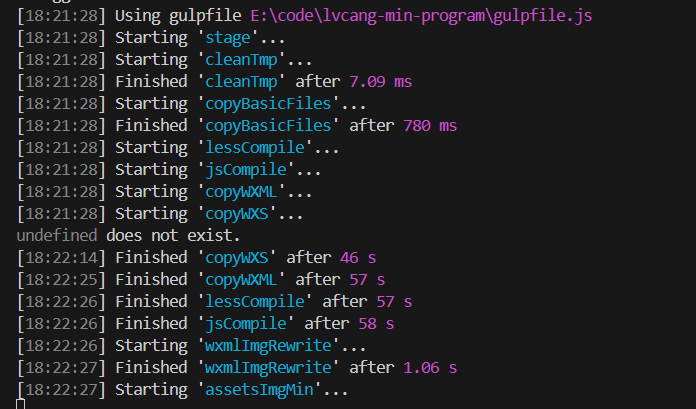 [18:21:28] Using gulpfile E:\code\lvcang-min-program\gulpfile.js
[18:21:28] Starting 'stage'...
[18:21:28] Starting 'cleanTmp'...
[18:21:28] Finished 'cleanTmp' after 7.09 ms
[18:21:28] Starting 'copyBasicFiles'...
[18:21:28] Finished 'copyBasicFiles' after 780 ms
[18:21:28] Starting 'lessCompile'...
[18:21:28] Starting 'jsCompile'...
[18:21:28] Starting 'copyWXML'...
[18:21:28] Starting 'copyWXS'...
undefined does not exist.
[18:22:14] Finished 'copyWXS' after 46 s
[18:22:25] Finished 'copyWXML' after 57 s
[18:22:26] Finished 'lessCompile' after 57 s
[18:22:26] Finished 'jsCompile' after 58 s
[18:22:26] Starting 'wxmlImgRewrite'...
[18:22:27] Finished 'wxmlImgRewrite' after 1.06 s
[18:22:27] Starting 'assetsImgMin'...